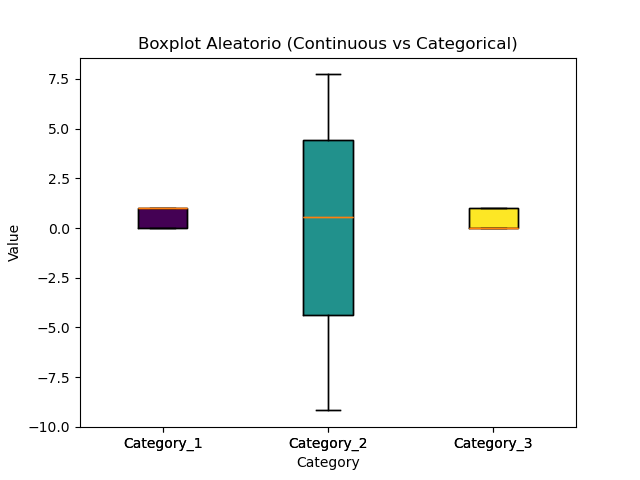 Boxplot Aleatorio (Continuous vs Categorical)
7.5
5.0
2.5
0.0
−2.5
−5.0
−7.5
−10.0
Value
Category_1
Category_2
Category_3
Category